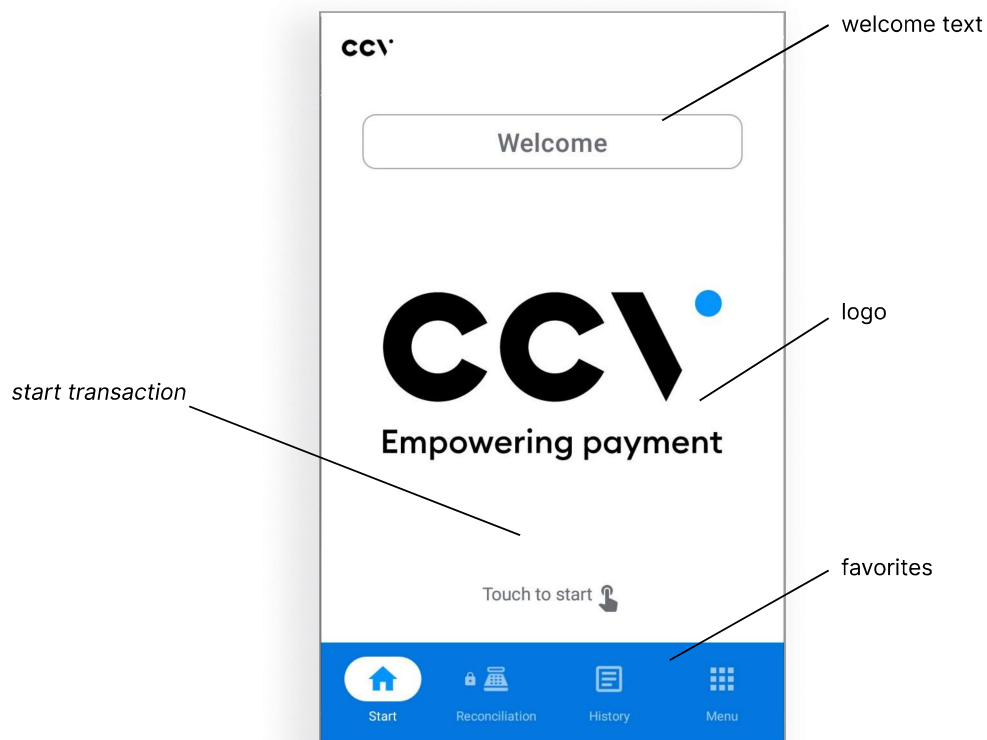 welcome text
CCV
Welcome
logo
CCV
start transaction
Empowering payment
favorites
Touch to start
Start
Reconciliation
History
Menu